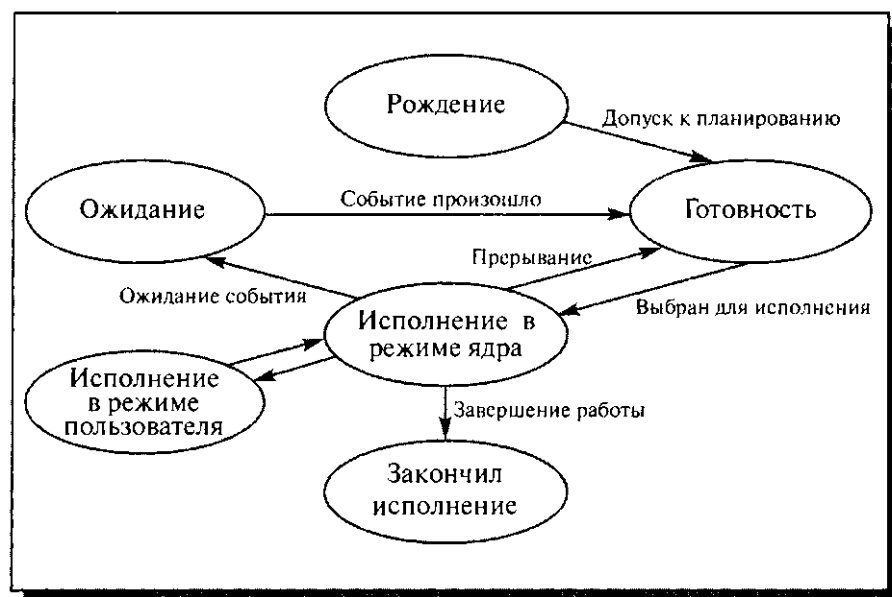 Рождение
Допуск к планированию
Ожидание
Событие произошло
Готовность
Прерывание
Ожидание события
Выбран для исполнения
Исполнение в
режиме ядра
Исполнение
в режиме
пользователя
Завершение работы
Закончил
исполнение